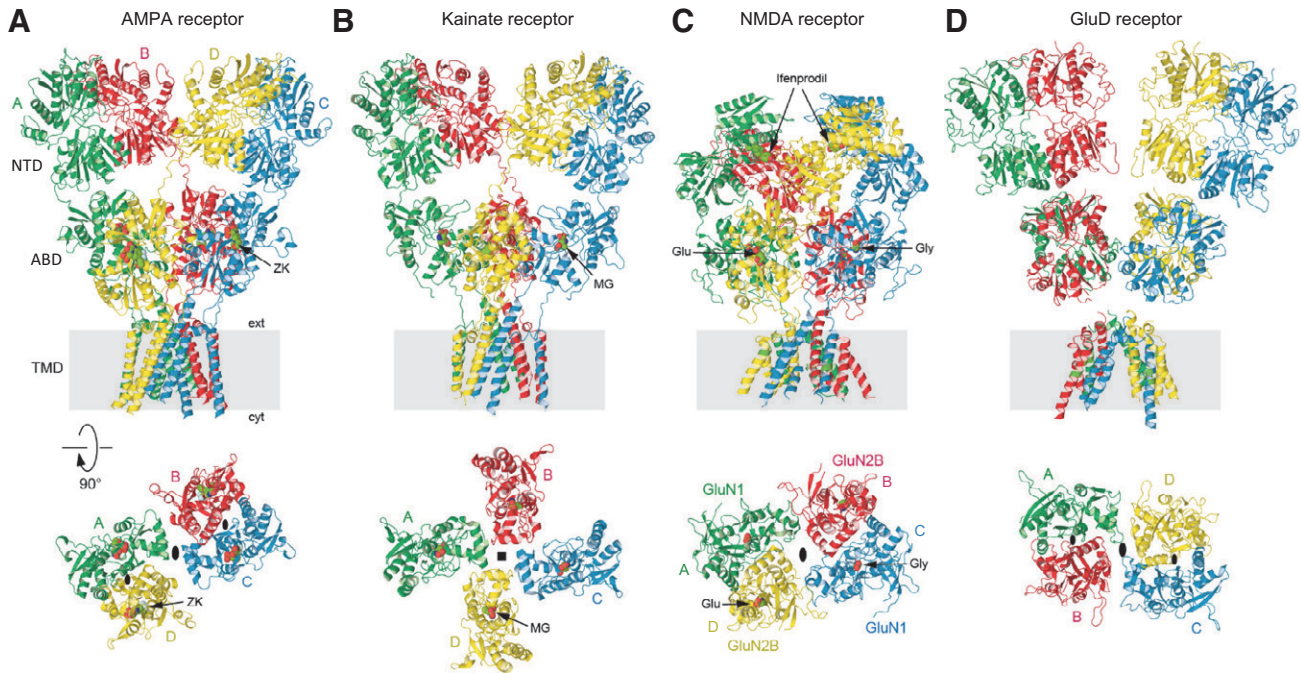 A AMPA receptor
B Kainate receptor
C NMDA receptor
D GluD receptor
B D
A C
NTD
ABD
ZK
ext
TMD
cyt
MG
Ifenprodil
Glu Gly
90°
B
A
C
ZK
D
B
A
C
MG
D
GluN2B
GluN1 B
C
A Gly
Glu
D GluN1
GluN2B
A D
B C